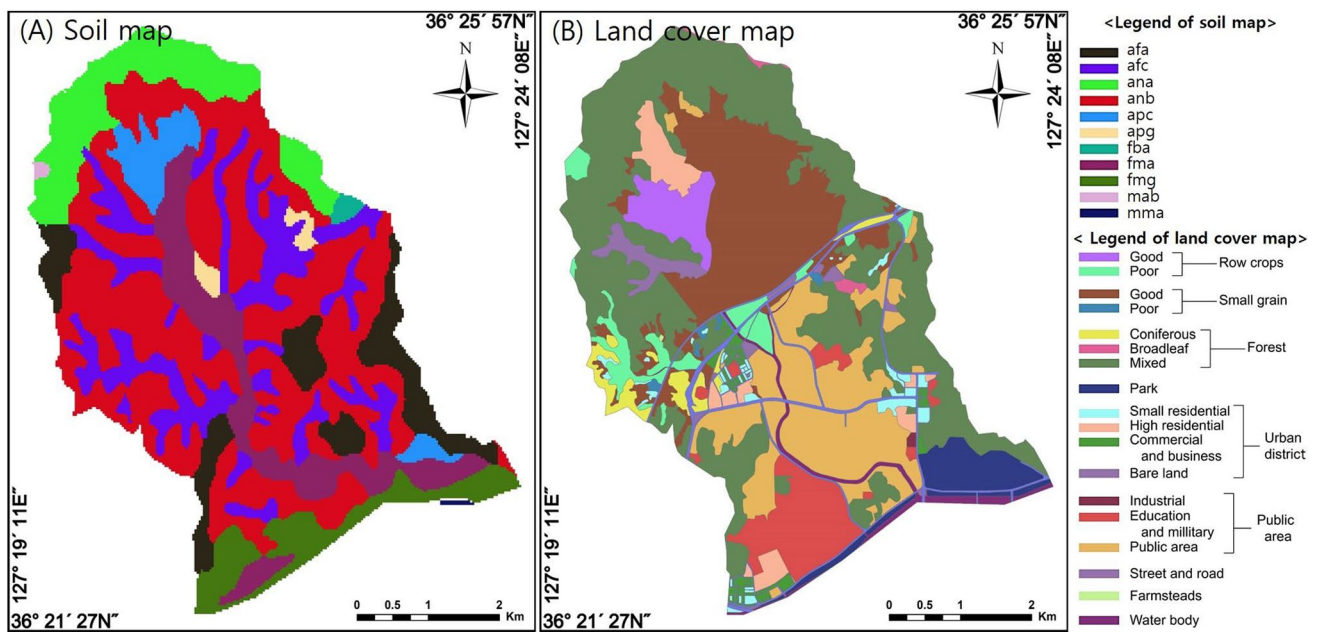 (A) Soil map
36° 25′ 57N″
127° 24′ 08E″
N
127° 19′ 11E″
36° 21′ 27N″
0 0.5 1 2
Km
(B) Land cover map
36° 25′ 57N″
127° 24′ 08E″
N
127° 19′ 11E″
36° 21′ 27N″
0 0.5 1 2
Km
<Legend of soil map>
afa
afc
ana
anb
apc
apg
fba
fma
fmg
mab
mma
< Legend of land cover map>
Good
Poor
Row crops
Good
Poor
Small grain
Coniferous
Broadleaf
Mixed
Forest
Park
Small residential
High residential
Commercial
and business
Bare land
Urban
district
Industrial
Education
and millitary
Public area
Public
area
Street and road
Farmsteads
Water body